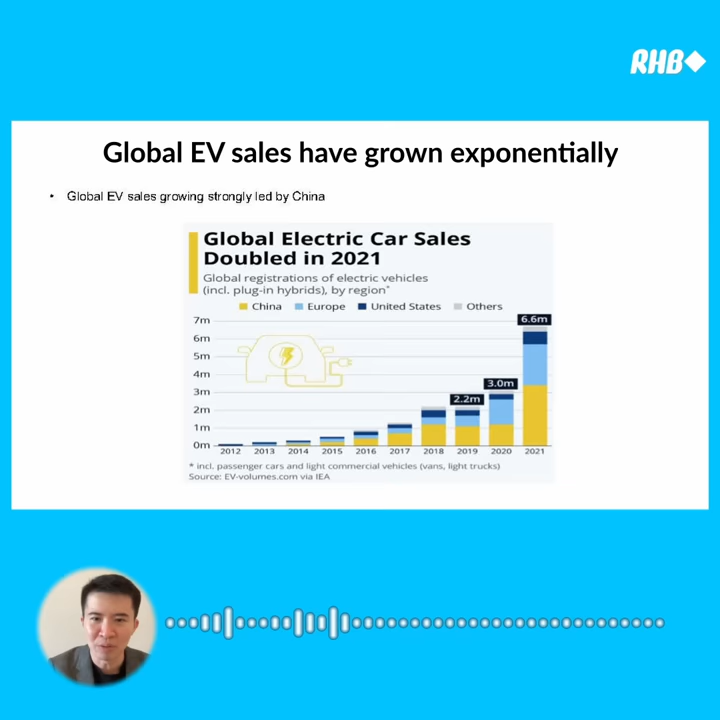 RHB
Global EV sales have grown exponentially
• Global EV sales growing strongly led by China
Global Electric Car Sales
Doubled in 2021
Global registrations of electric vehicles
(incl. plug-in hybrids), by region*
China Europe United States Others
7m
6.6m
6m
5m
4m
3m
3.0m
2.2m
2m
1m
0m
2012 2013 2014 2015 2016 2017 2018 2019 2020 2021
* incl. passenger cars and light commercial vehicles (vans, light trucks)
Source: EV-volumes.com via IEA